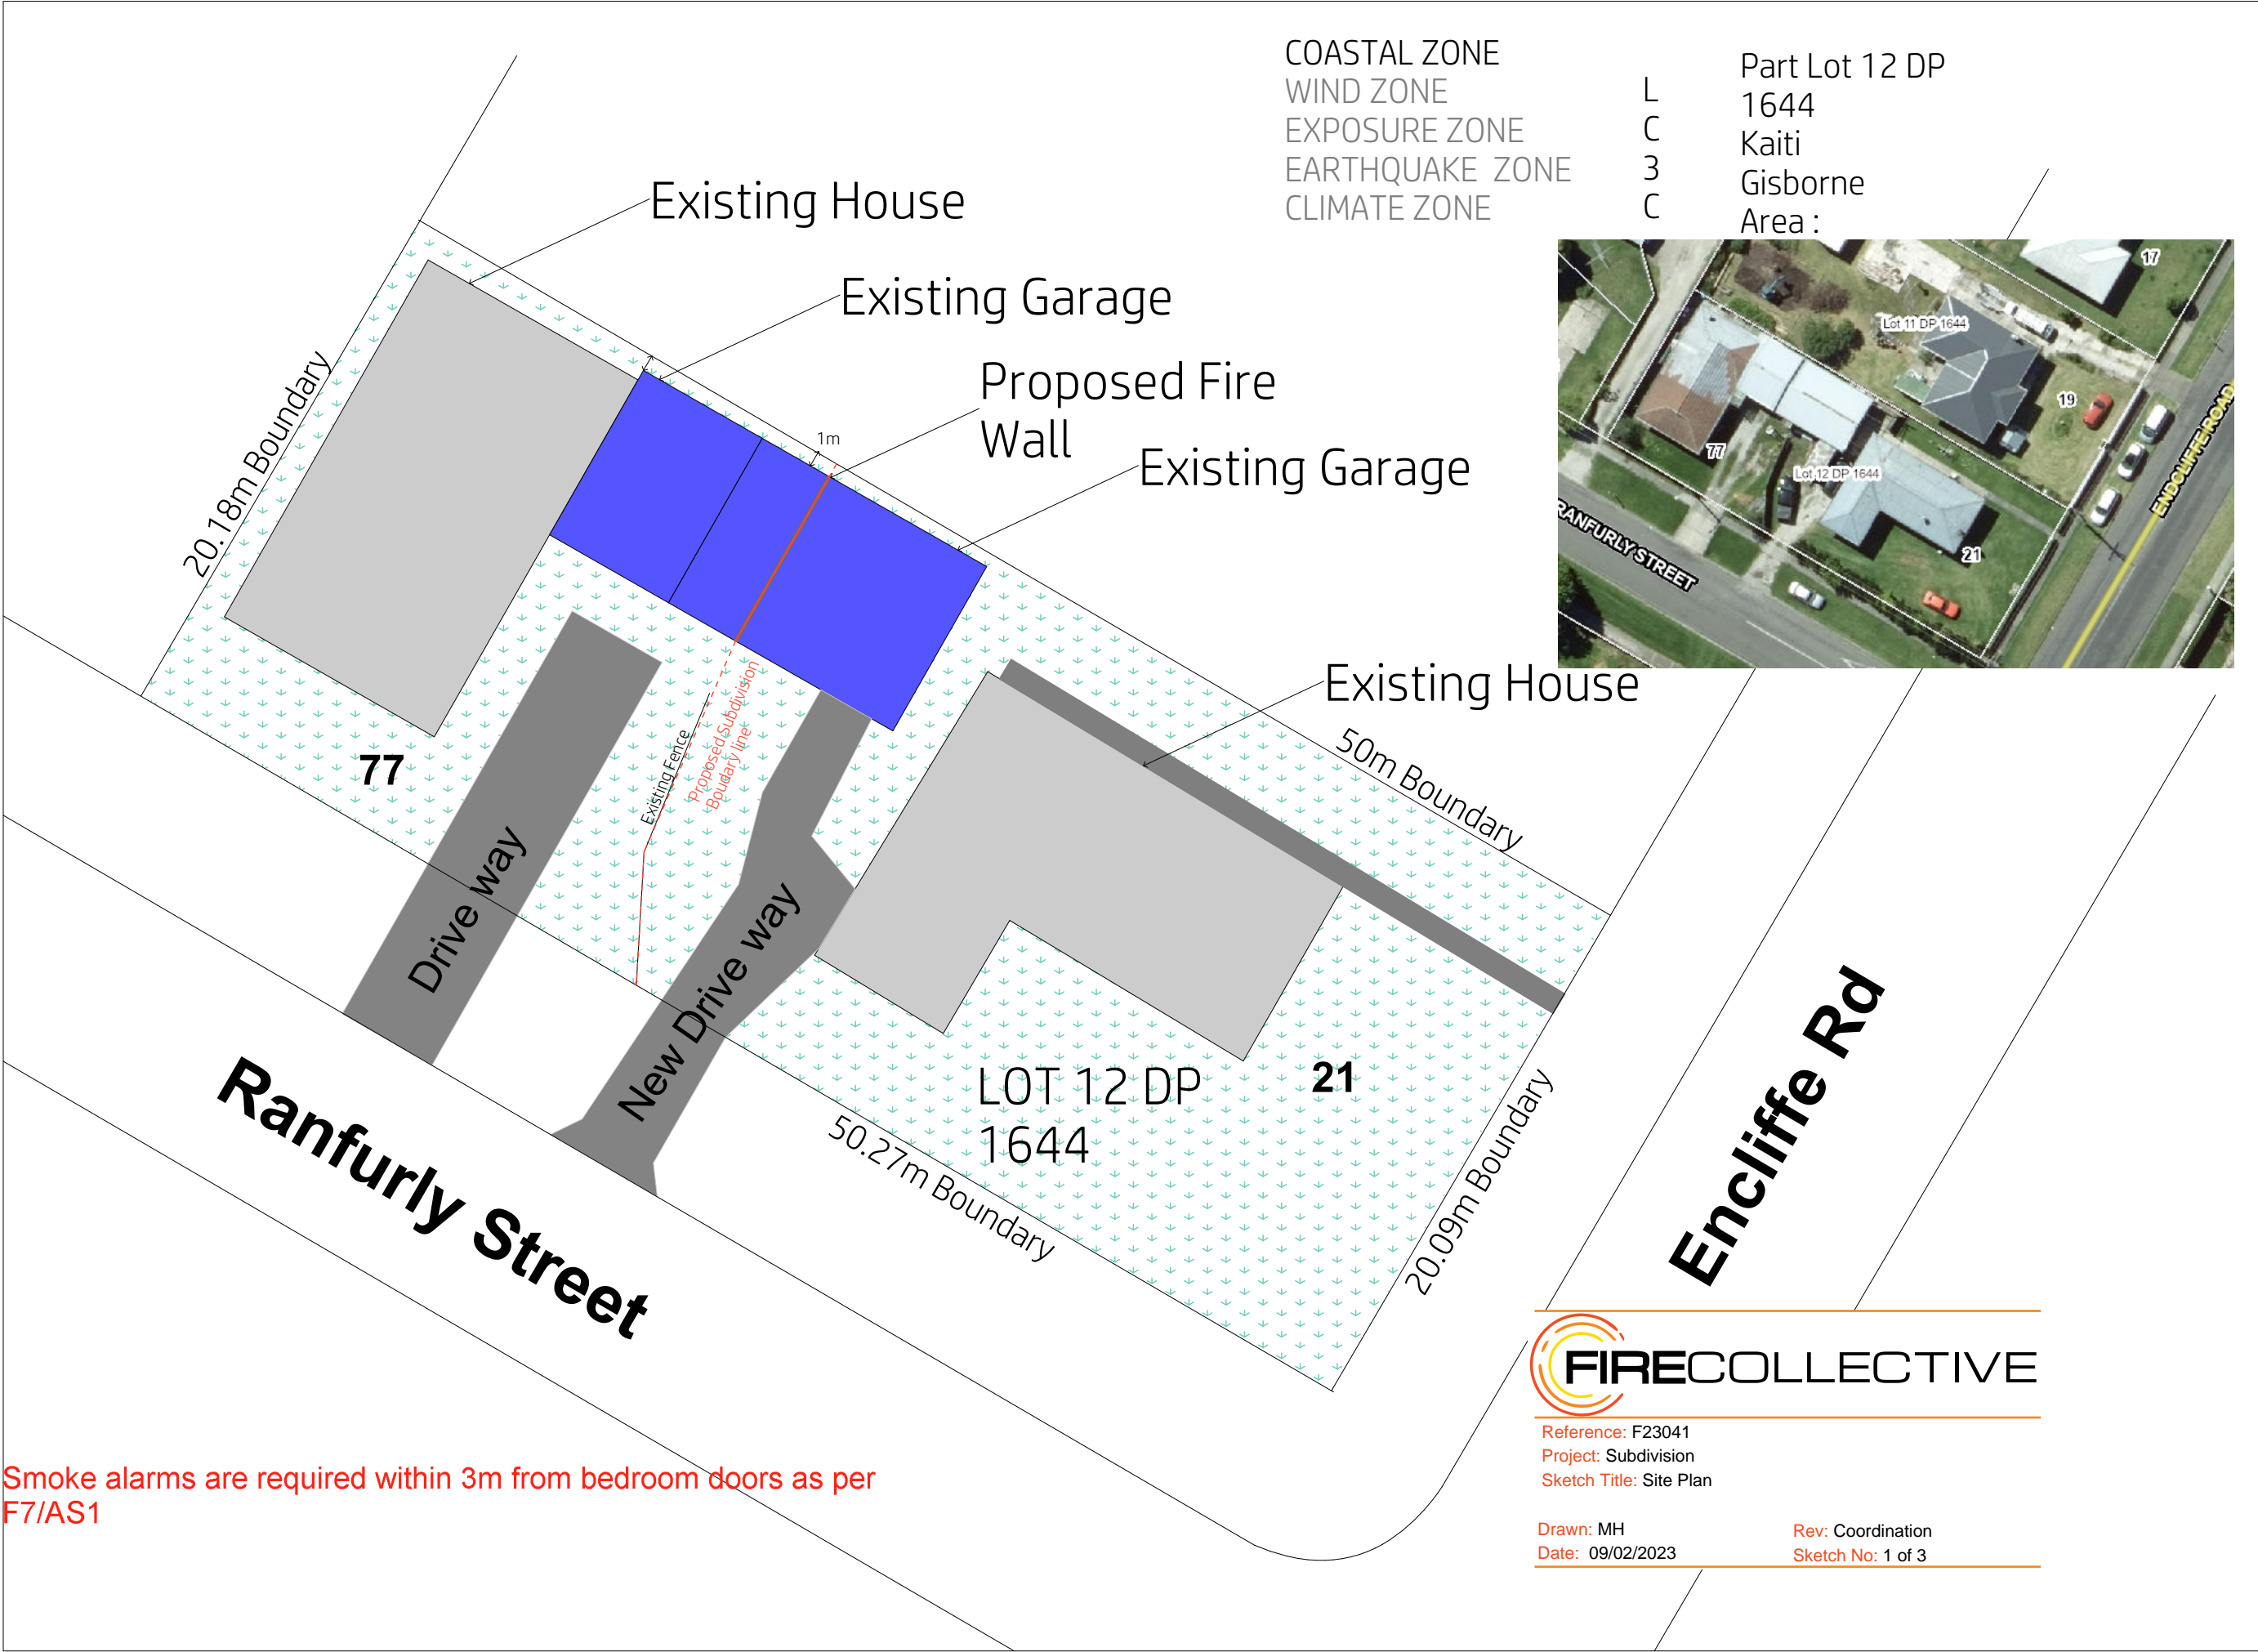 COASTAL ZONE
WIND ZONE L
EXPOSURE ZONE C
EARTHQUAKE ZONE 3
CLIMATE ZONE C
Part Lot 12 DP
1644
Kaiti
Gisborne
Area :
Existing House
Existing Garage
Proposed Fire
Wall
1m
Existing Garage
17
Lot 11 DP 1644
19
77
Lot 12 DP 1644
21
RANFURLY STREET
ENDCLIFFE ROAD
20.18m Boundary
Existing House
50m Boundary
Existing Fence
Proposed Subdivision
Boudary line
77
Drive way
New Drive way
LOT 12 DP
1644
21
50.27m Boundary
20.09m Boundary
Encliffe Rd
Ranfurly Street
FIRECOLLECTIVE
Reference: F23041
Project: Subdivision
Sketch Title: Site Plan
Drawn: MH Rev: Coordination
Date: 09/02/2023 Sketch No: 1 of 3
Smoke alarms are required within 3m from bedroom doors as per
F7/AS1